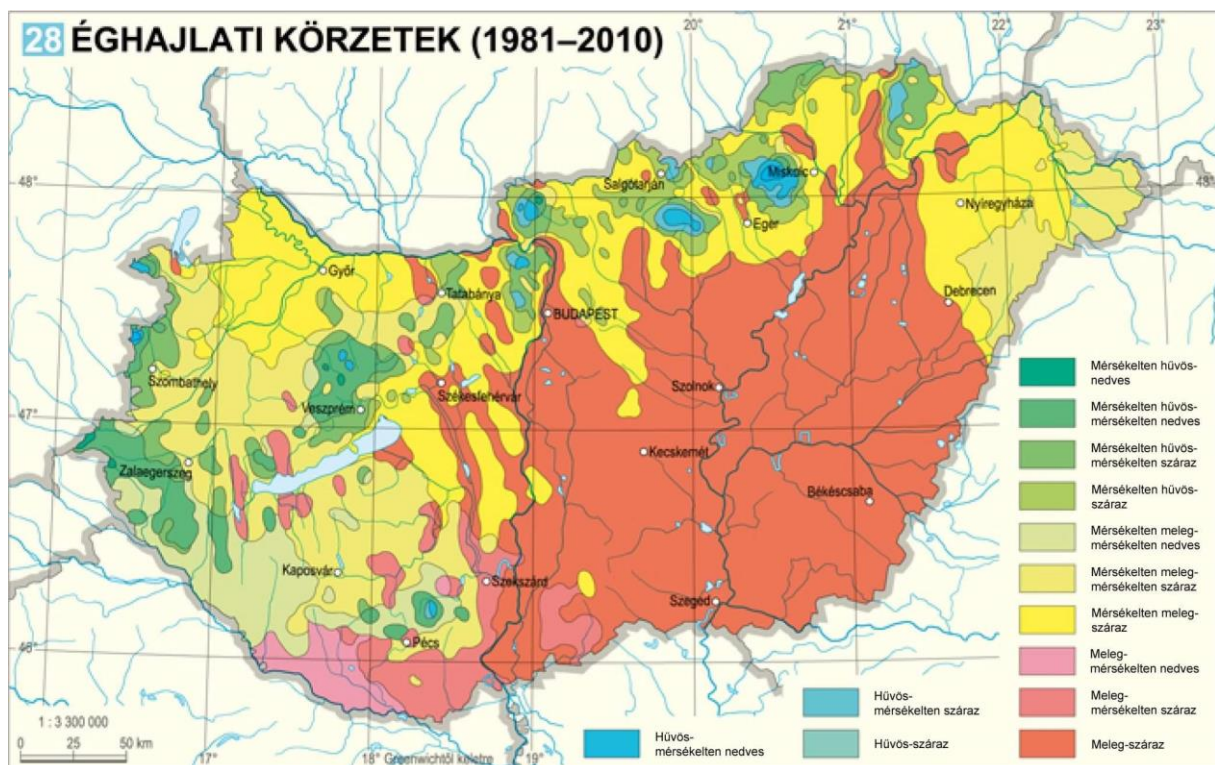 28 ÉGHAJLATI KÖRZETEK (1981–2010)
20°
21°
22°
23°
48°
48°
Salgótarján
Miskolc
Nyíregyháza
Eger
Győr
Tatabánya
Debrecen
BUDAPEST
Szombathely
Szolnok
Székesfehérvár
Veszprém
47°
Kecskemét
Zalaegerszeg
Békéscsaba
Kaposvár
Szekszárd
Szeged
Pécs
48°
Mérsékelten hűvös-
nedves
Mérsékelten hűvös-
mérsékelten nedves
Mérsékelten hűvös-
mérsékelten száraz
Mérsékelten hűvös-
száraz
Mérsékelten meleg-
mérsékelten nedves
Mérsékelten meleg-
mérsékelten száraz
Mérsékelten meleg-
száraz
Meleg-
mérsékelten nedves
Meleg-
mérsékelten száraz
Meleg-száraz
Hűvös-
mérsékelten száraz
Hűvös-száraz
Hűvös-
mérsékelten nedves
1 : 3 300 000
0 25 50 km
17°
18° Greenwichtől keletre
19°